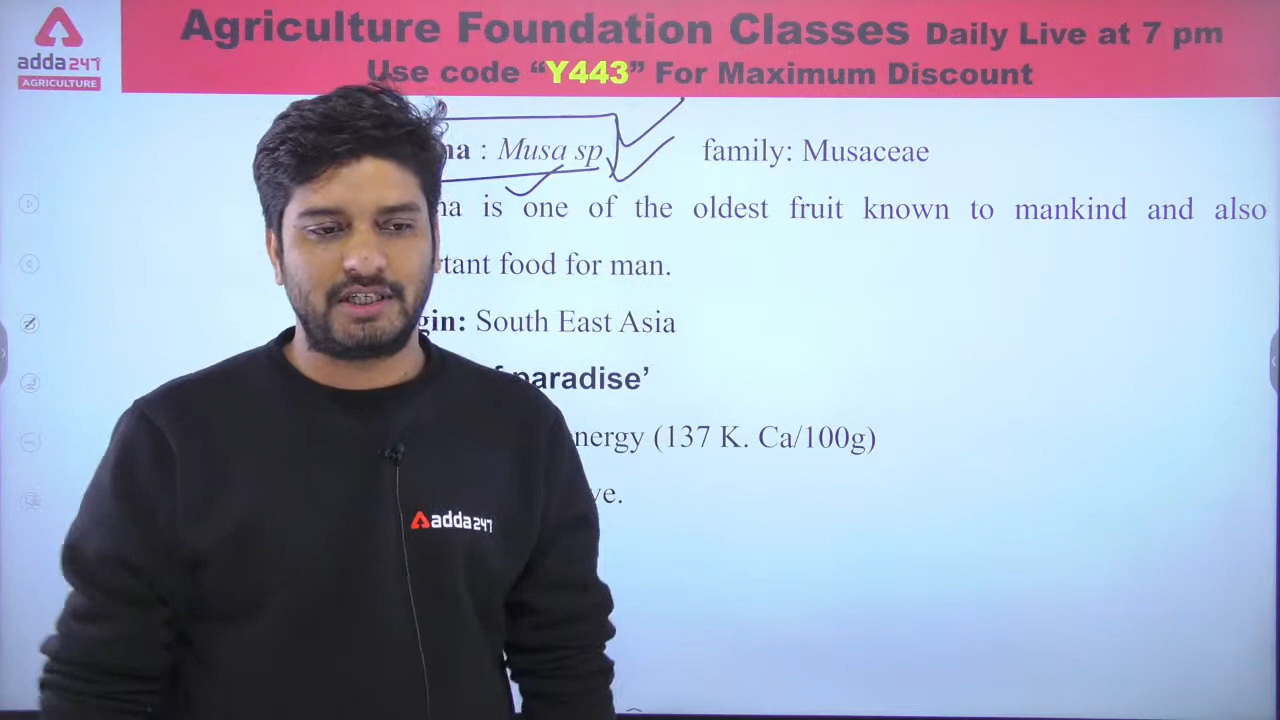 Agriculture Foundation Classes Daily Live at 7 pm
adda247
AGRICULTURE
Use code “Y443” For Maximum Discount
na : Musa sp family: Musaceae
na is one of the oldest fruit known to mankind and also
rtant food for man.
gin: South East Asia
f paradise’
nergy (137 K. Ca/100g)
ve.
adda247